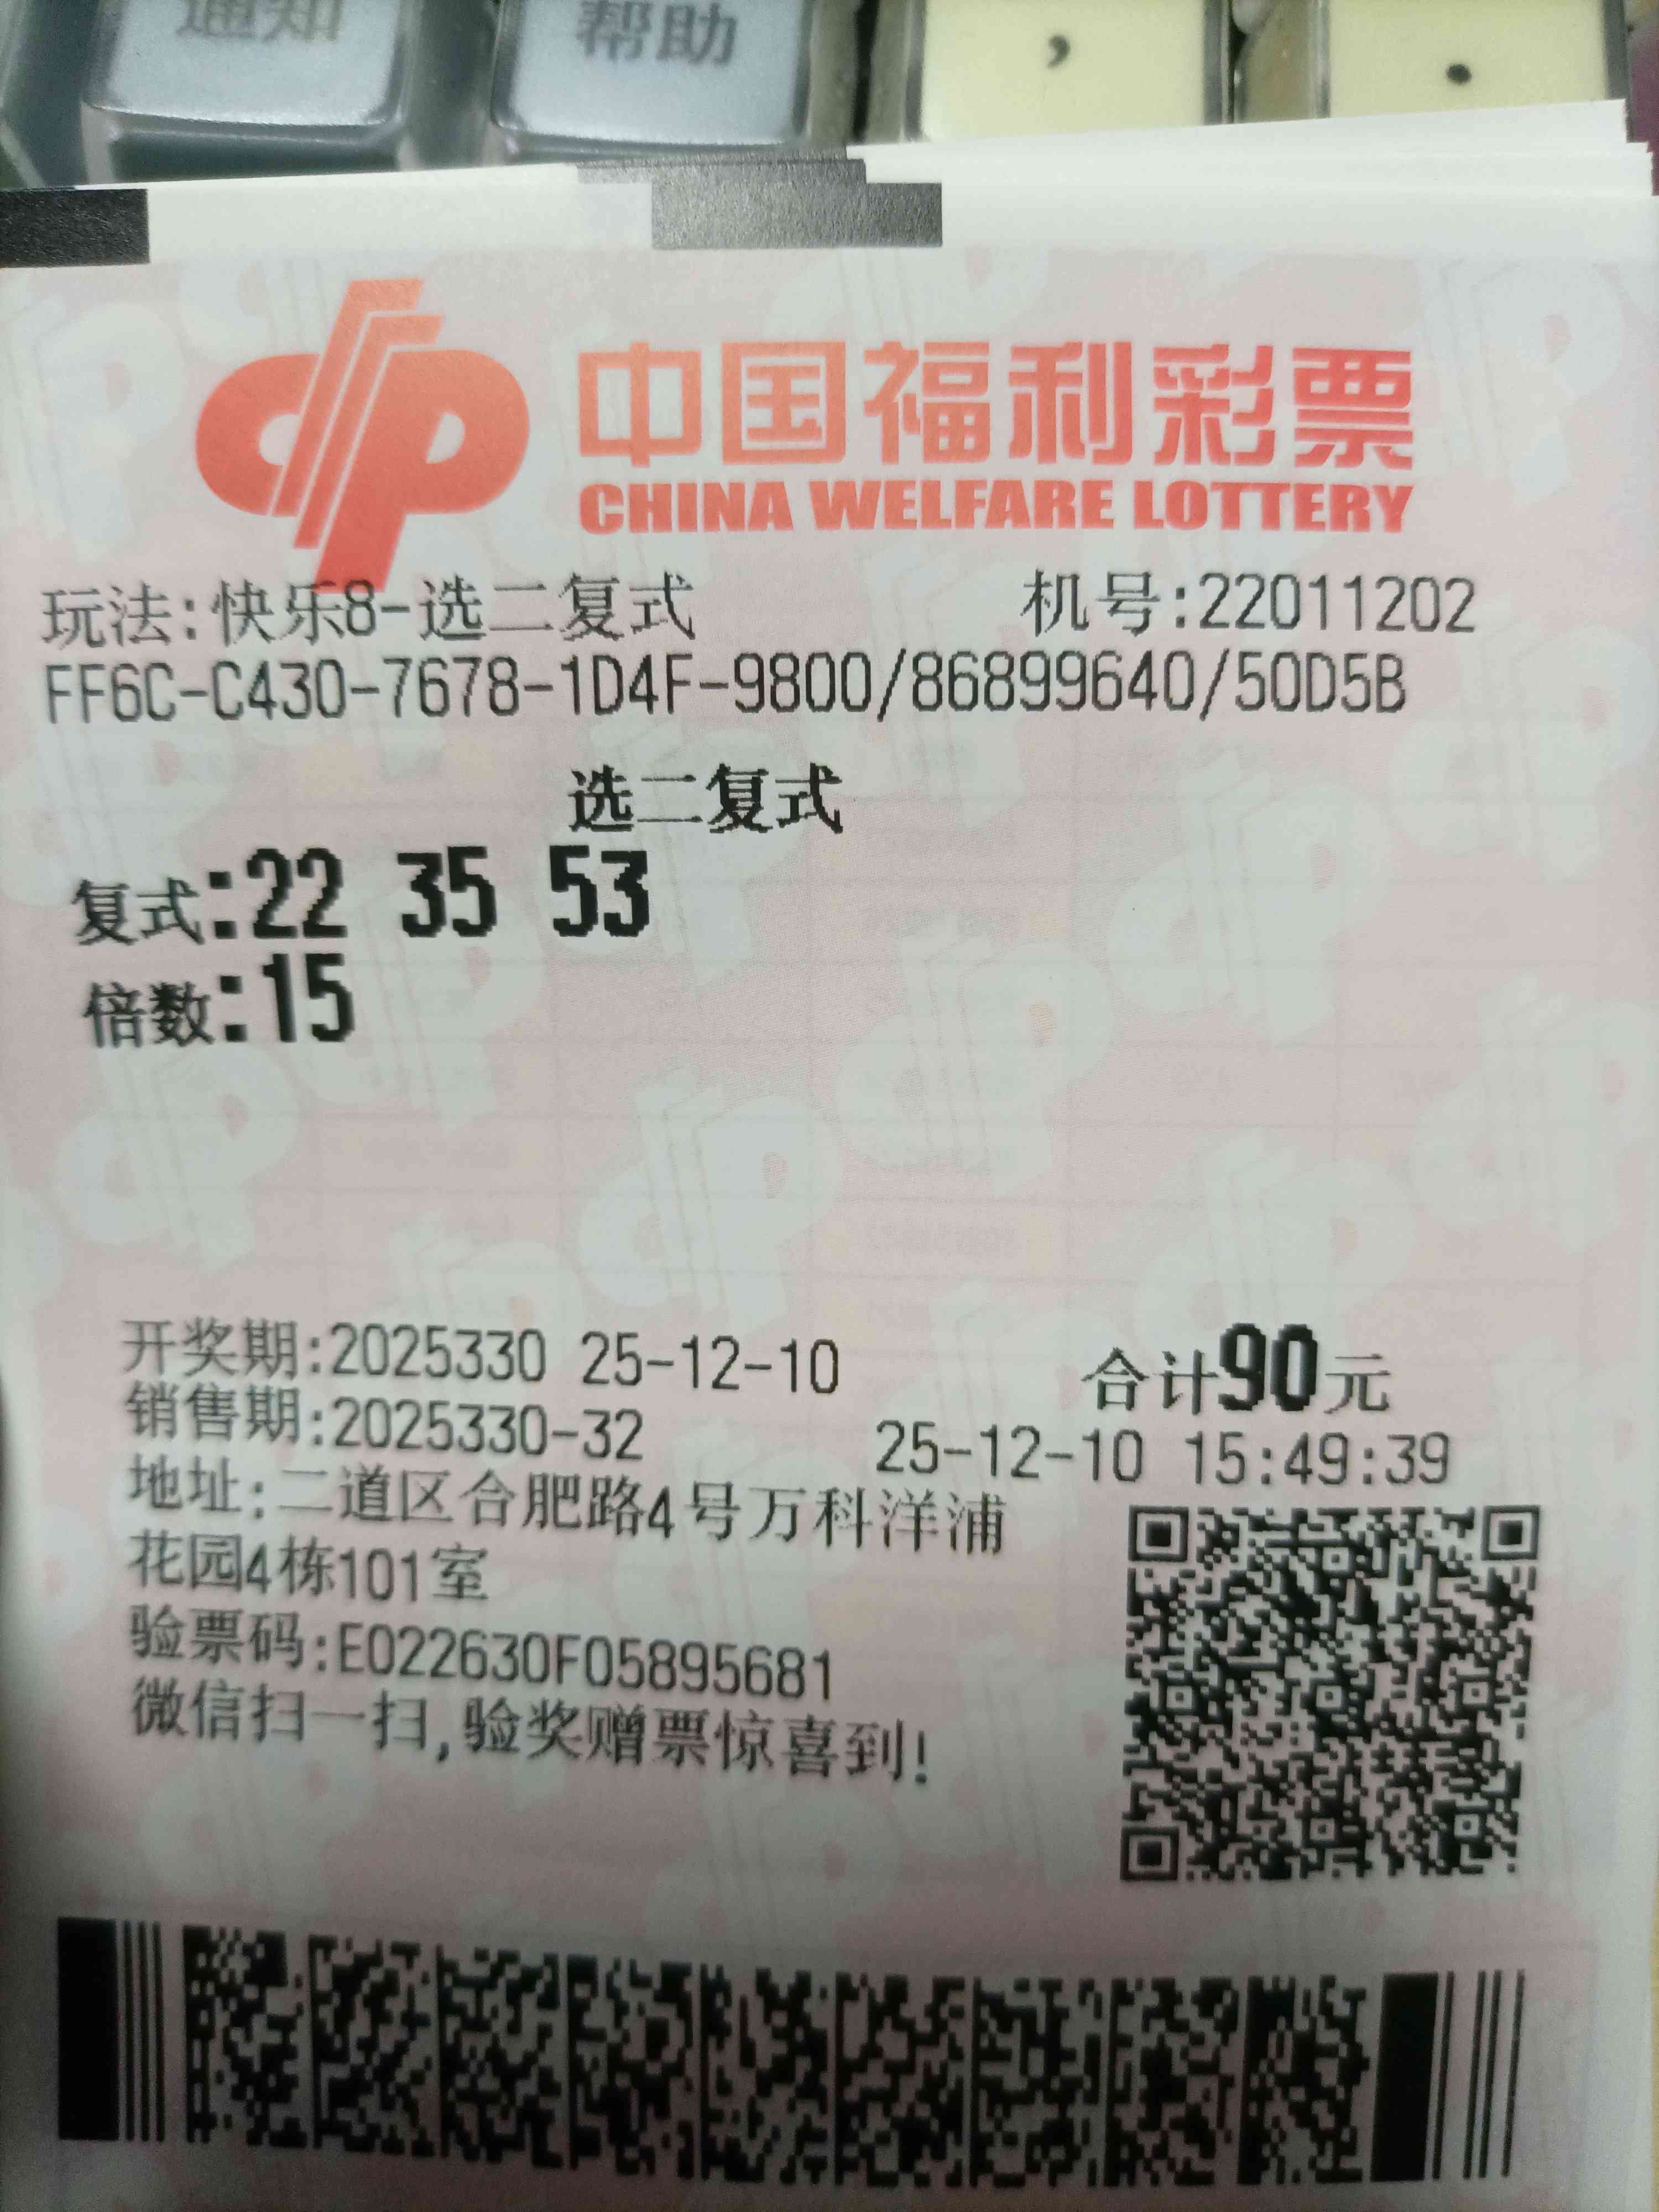 通知
帮助
,
.
中国福利彩票
CHINA WELFARE LOTTERY
玩法:快乐8-选二复式 机号:22011202
FF6C-C430-7678-1D4F-9800/86899640/50D5B
选二复式
复式:22 35 53
倍数:15
开奖期:2025330 25-12-10 合计90元
销售期:2025330-32 25-12-10 15:49:39
地址:二道区合肥路4号万科洋浦
花园4栋101室
验票码:E022630F05895681
微信扫一扫,验奖赠票惊喜到!